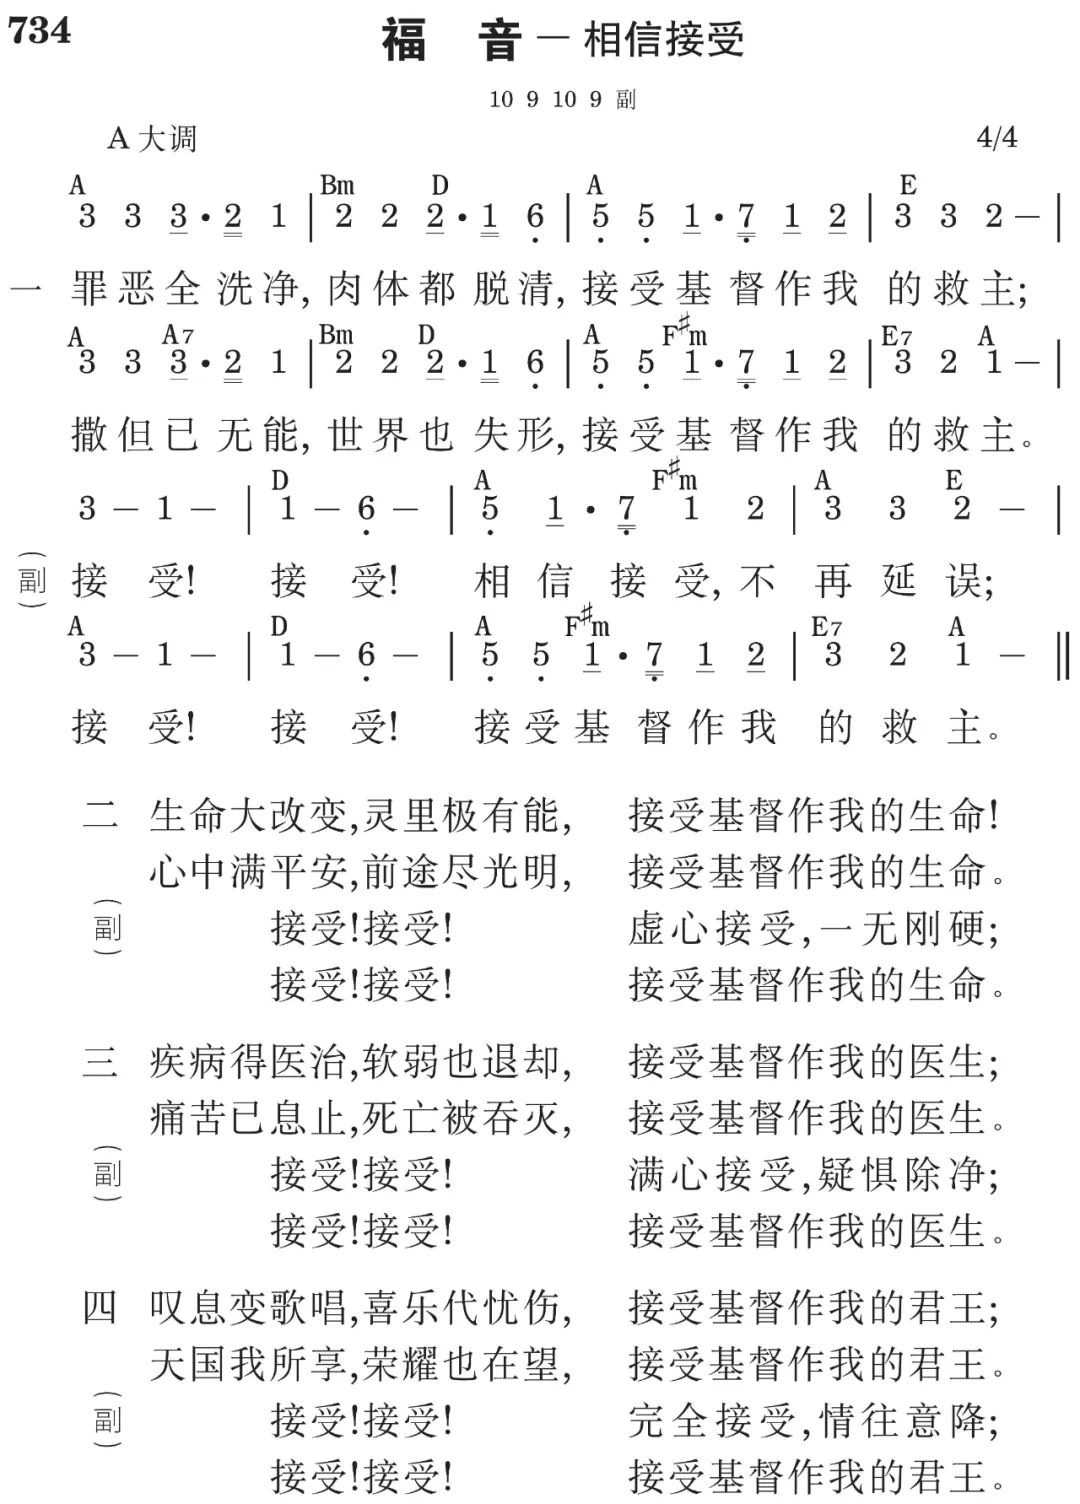 734
福 音 — 相信接受
10 9 10 9 副
A 大调 4/4
A Bm D A E
3 3 3 · 2 1 | 2 2 2 · 1 6 | 5 5 1 · 7 1 2 | 3 3 2 — |
一 罪恶全洗净, 肉体都脱清, 接受基督作我的救主;
A A7 Bm D A F♯m E7 A
3 3 3 · 2 1 | 2 2 2 · 1 6 | 5 5 1 · 7 1 2 | 3 2 1 — |
撒但已无能, 世界也失形, 接受基督作我的救主。
D A F♯m A E
3 — 1 — | 1 — 6 — | 5 1 · 7 1 2 | 3 3 2 — |
(副) 接受! 接受! 相信接受, 不再延误;
A D A F♯m E7 A
3 — 1 — | 1 — 6 — | 5 5 1 · 7 1 2 | 3 2 1 — ‖
接受! 接受! 接受基督作我的救主。
二 生命大改变,灵里极有能, 接受基督作我的生命!
心中满平安,前途尽光明, 接受基督作我的生命。
(副) 接受!接受! 虚心接受,一无刚硬;
接受!接受! 接受基督作我的生命。
三 疾病得医治,软弱也退却, 接受基督作我的医生;
痛苦已息止,死亡被吞灭, 接受基督作我的医生。
(副) 接受!接受! 满心接受,疑惧除净;
接受!接受! 接受基督作我的医生。
四 叹息变歌唱,喜乐代忧伤, 接受基督作我的君王;
天国我所享,荣耀也在望, 接受基督作我的君王。
(副) 接受!接受! 完全接受,情往意降;
接受!接受! 接受基督作我的君王。